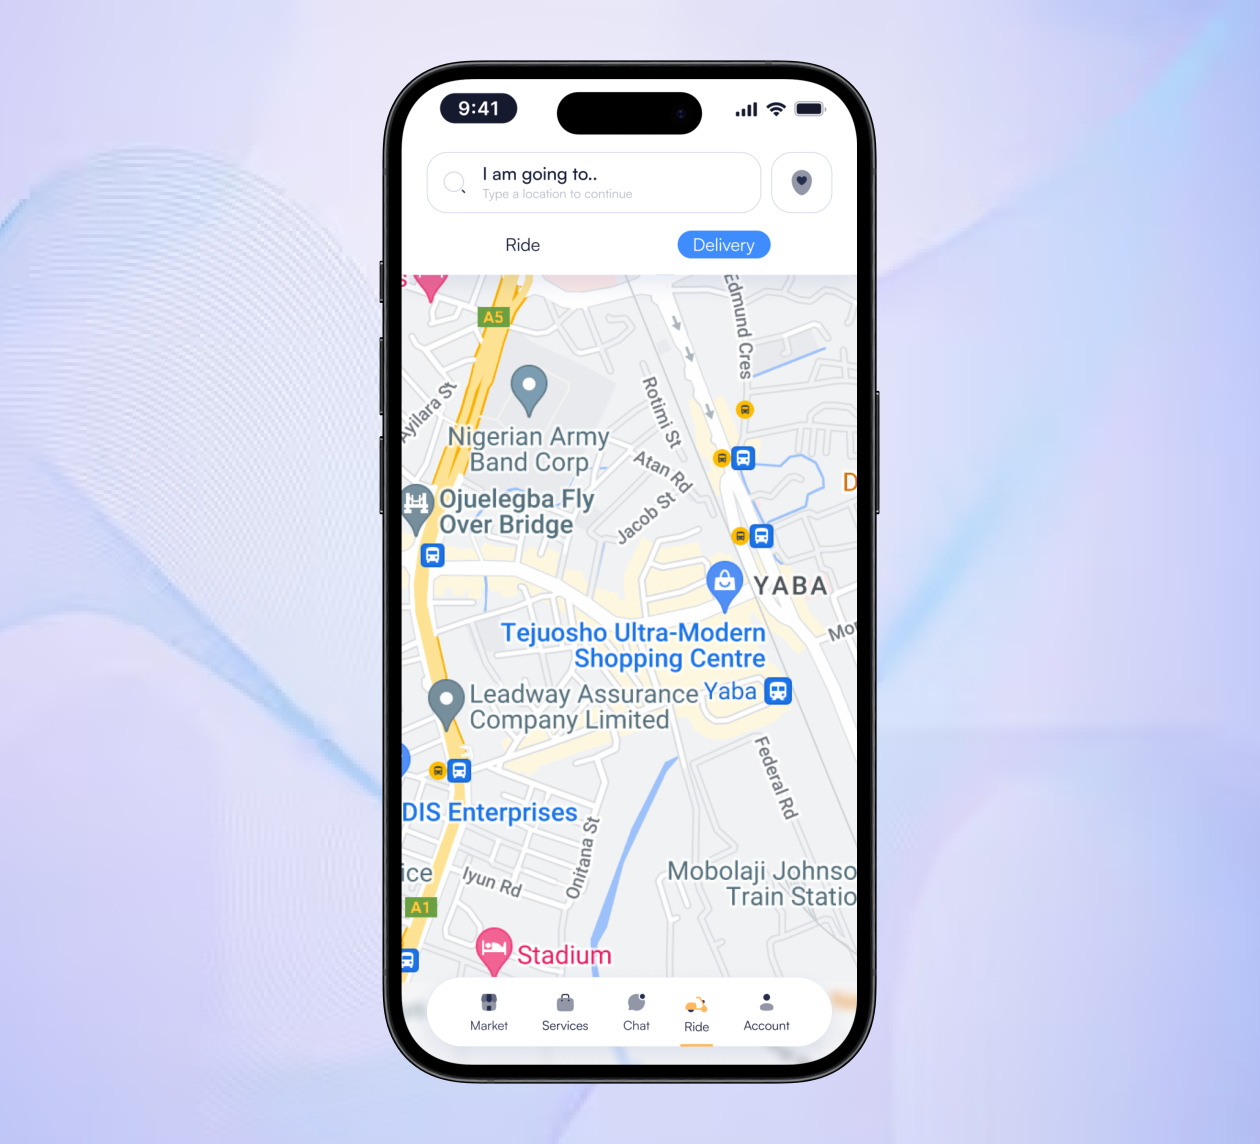 9:41
I am going to..
Type a location to continue
Ride
Delivery
s
A5
Edmund Cres
Ayilara St
Rotimi St
Nigerian Army
Band Corp
Atan Rd
D
Ojuelegba Fly
Over Bridge
Jacob St
YABA
Tejuosho Ultra-Modern
Shopping Centre
Mor
Leadway Assurance
Company Limited
Yaba
Federal Rd
DIS Enterprises
Onitana St
ice
Iyun Rd
Mobolaji Johnso
Train Statio
A1
Stadium
Market
Services
Chat
Ride
Account